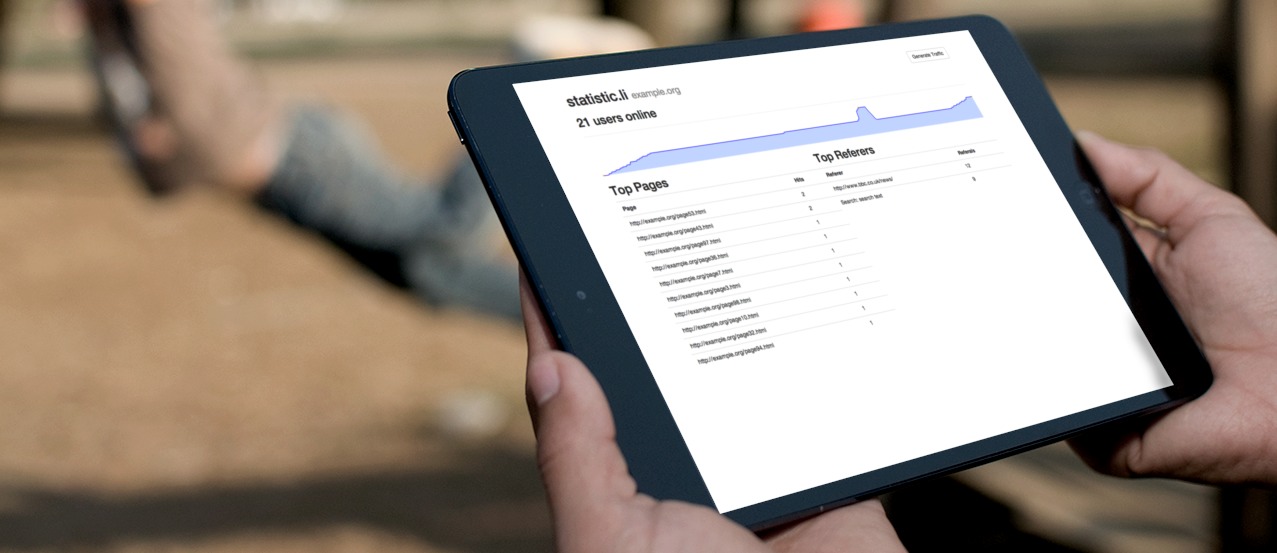 Generate Traffic
statistic.li example.org
21 users online
Top Pages
Page Hits
http://example.org/page53.html 2
http://example.org/page43.html 2
http://example.org/page97.html 1
http://example.org/page36.html 1
http://example.org/page7.html 1
http://example.org/page3.html 1
http://example.org/page98.html 1
http://example.org/page10.html 1
http://example.org/page32.html 1
http://example.org/page94.html 1
Top Referers
Referer Referals
http://www.bbc.co.uk/news/ 12
Search: search text 9